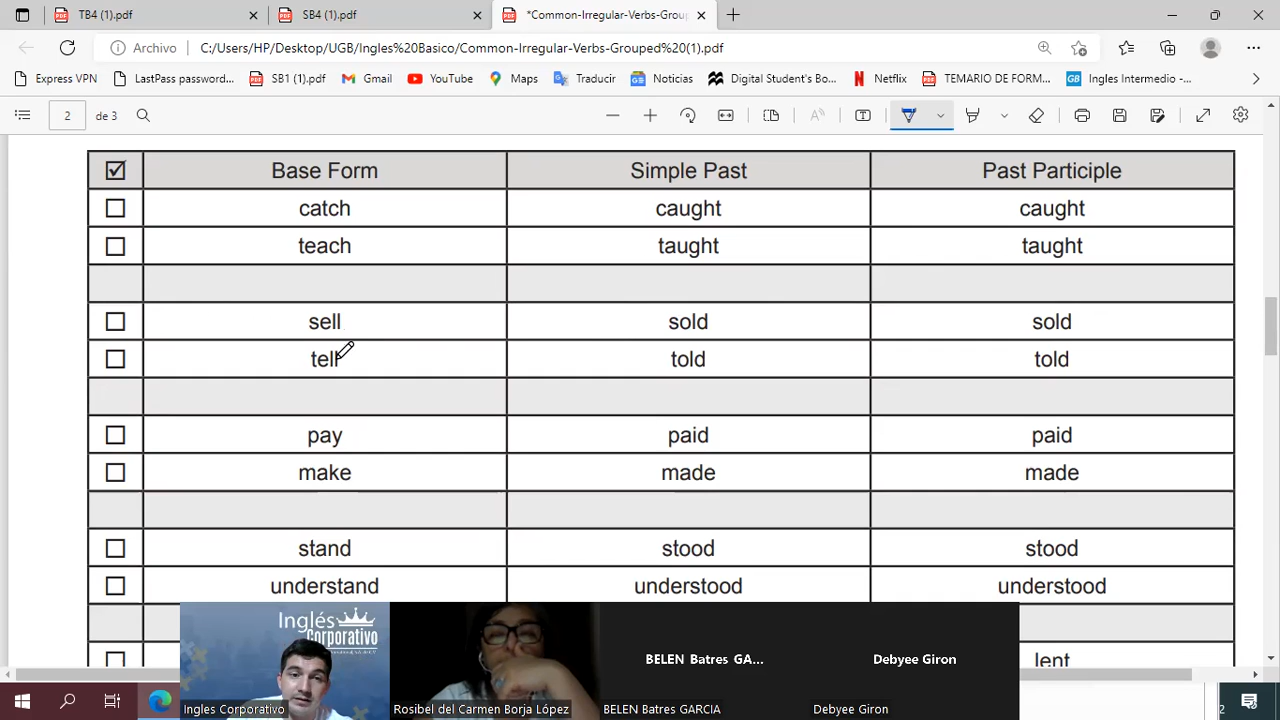 TB4 (1).pdf
SB4 (1).pdf
*Common-Irregular-Verbs-Grou
Archivo C:/Users/HP/Desktop/UGB/Ingles%20Basico/Common-Irregular-Verbs-Grouped%20(1).pdf
Express VPN LastPass password... SB1 (1).pdf Gmail YouTube Maps Traducir Noticias Digital Student's Bo... Netflix TEMARIO DE FORM... Ingles Intermedio -...
2 de 3
Base Form Simple Past Past Participle
catch caught caught
teach taught taught
sell sold sold
tell told told
pay paid paid
make made made
stand stood stood
understand understood understood
lent
Inglés
Corporativo
BELEN Batres GA... Debyee Giron
Ingles Corporativo Rosibel del Carmen Borja López BELEN Batres GARCIA Debyee Giron
2